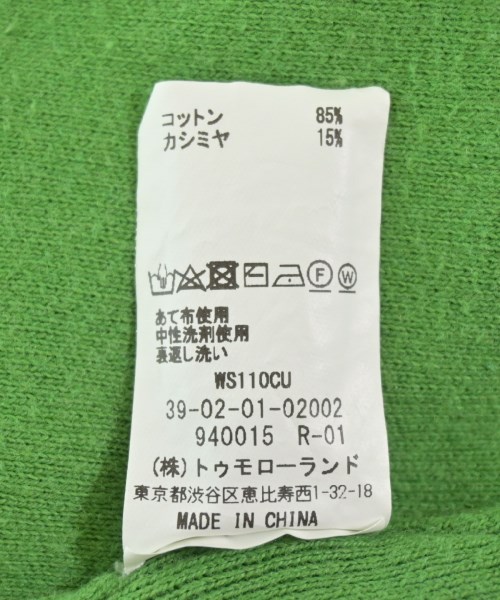 コットン 85%
カシミヤ 15%
F W
あて布使用
中性洗剤使用
裏返し洗い
WS110CU
39-02-01-02002
940015 R-01
(株)トゥモローランド
東京都渋谷区恵比寿西1-32-18
MADE IN CHINA